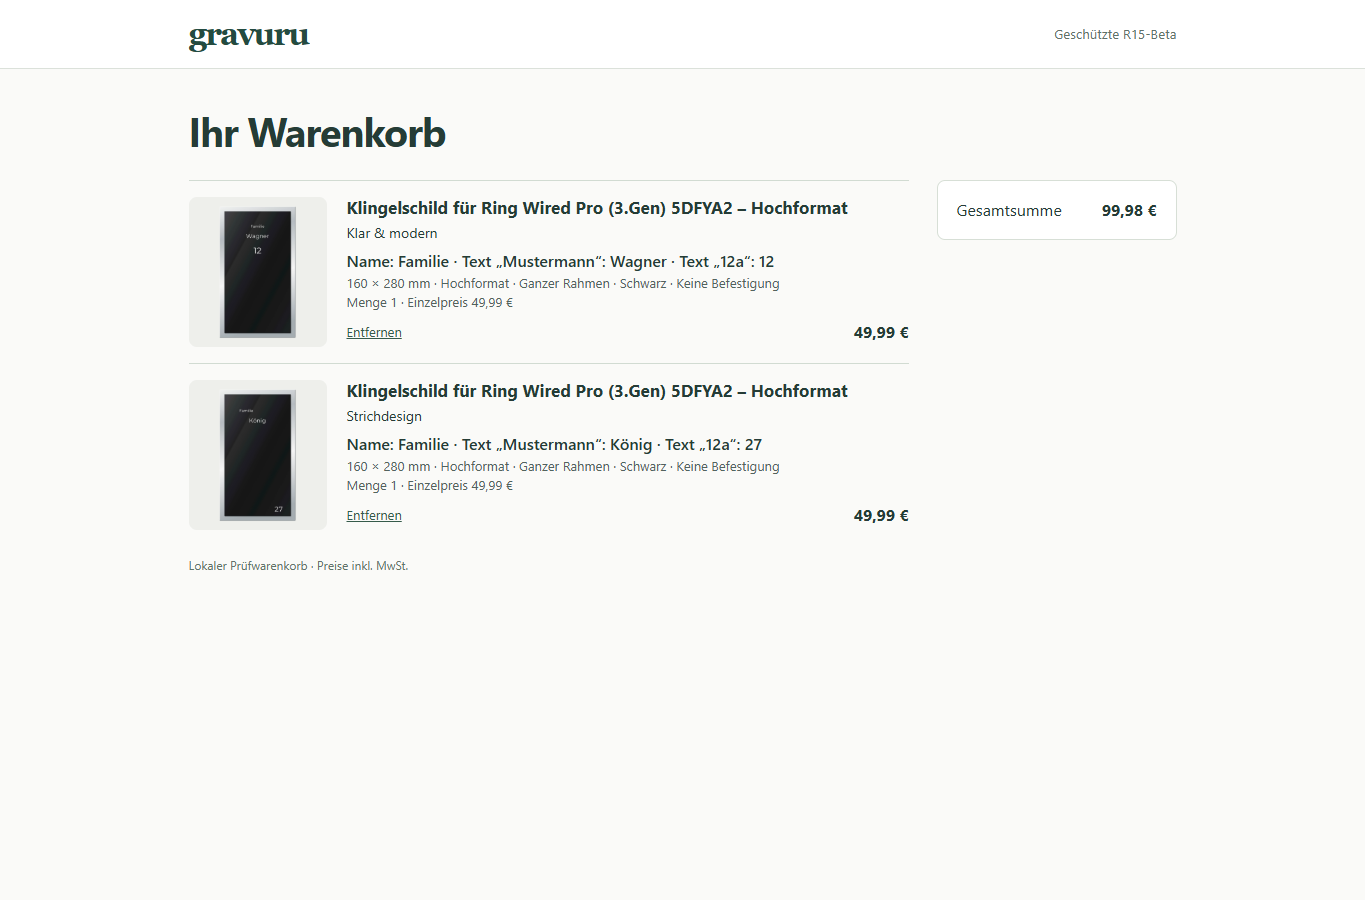 gravuru
Geschützte R15-Beta
Ihr Warenkorb
Familie
Wagner
12
Klingelschild für Ring Wired Pro (3.Gen) 5DFYA2 – Hochformat
Klar & modern
Name: Familie · Text „Mustermann“: Wagner · Text „12a“: 12
160 × 280 mm · Hochformat · Ganzer Rahmen · Schwarz · Keine Befestigung
Menge 1 · Einzelpreis 49,99 €
Entfernen
49,99 €
Gesamtsumme 99,98 €
Familie
König
27
Klingelschild für Ring Wired Pro (3.Gen) 5DFYA2 – Hochformat
Strichdesign
Name: Familie · Text „Mustermann“: König · Text „12a“: 27
160 × 280 mm · Hochformat · Ganzer Rahmen · Schwarz · Keine Befestigung
Menge 1 · Einzelpreis 49,99 €
Entfernen
49,99 €
Lokaler Prüfwarenkorb · Preise inkl. MwSt.